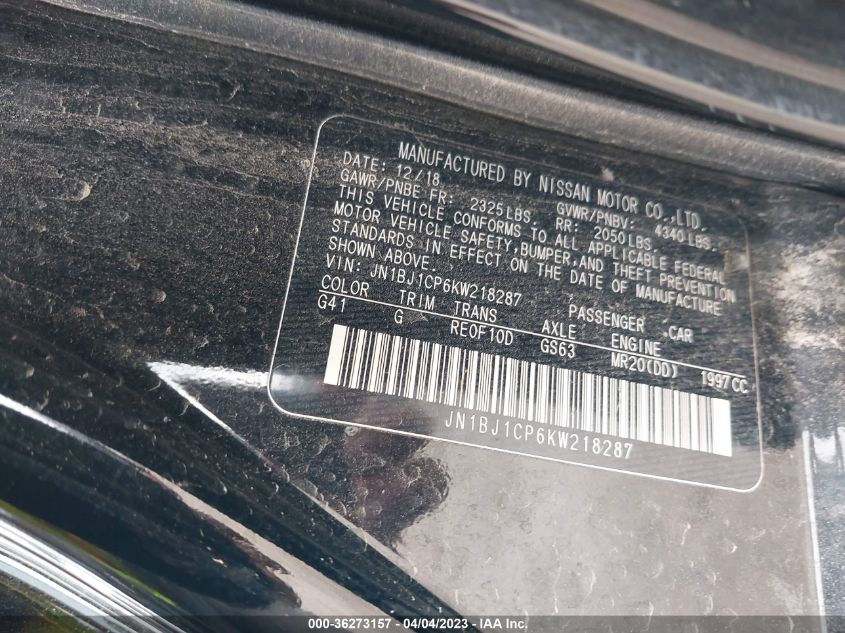 MANUFACTURED BY NISSAN MOTOR CO.,LTD.
DATE: 12/18 GVWR/PNBV: 4340LBS.
GAWR/PNBE FR: 2325LBS. RR: 2050LBS.
THIS VEHICLE CONFORMS TO ALL APPLICABLE FEDERAL
MOTOR VEHICLE SAFETY,BUMPER,AND THEFT PREVENTION
STANDARDS IN EFFECT ON THE DATE OF MANUFACTURE
SHOWN ABOVE.
VIN: JN1BJ1CP6KW218287 PASSENGER CAR
COLOR TRIM TRANS AXLE ENGINE
G41 G REOF10D GS63 MR20(DD) 1997CC
JN1BJ1CP6KW218287
000-36273157 - 04/04/2023 - IAA Inc.